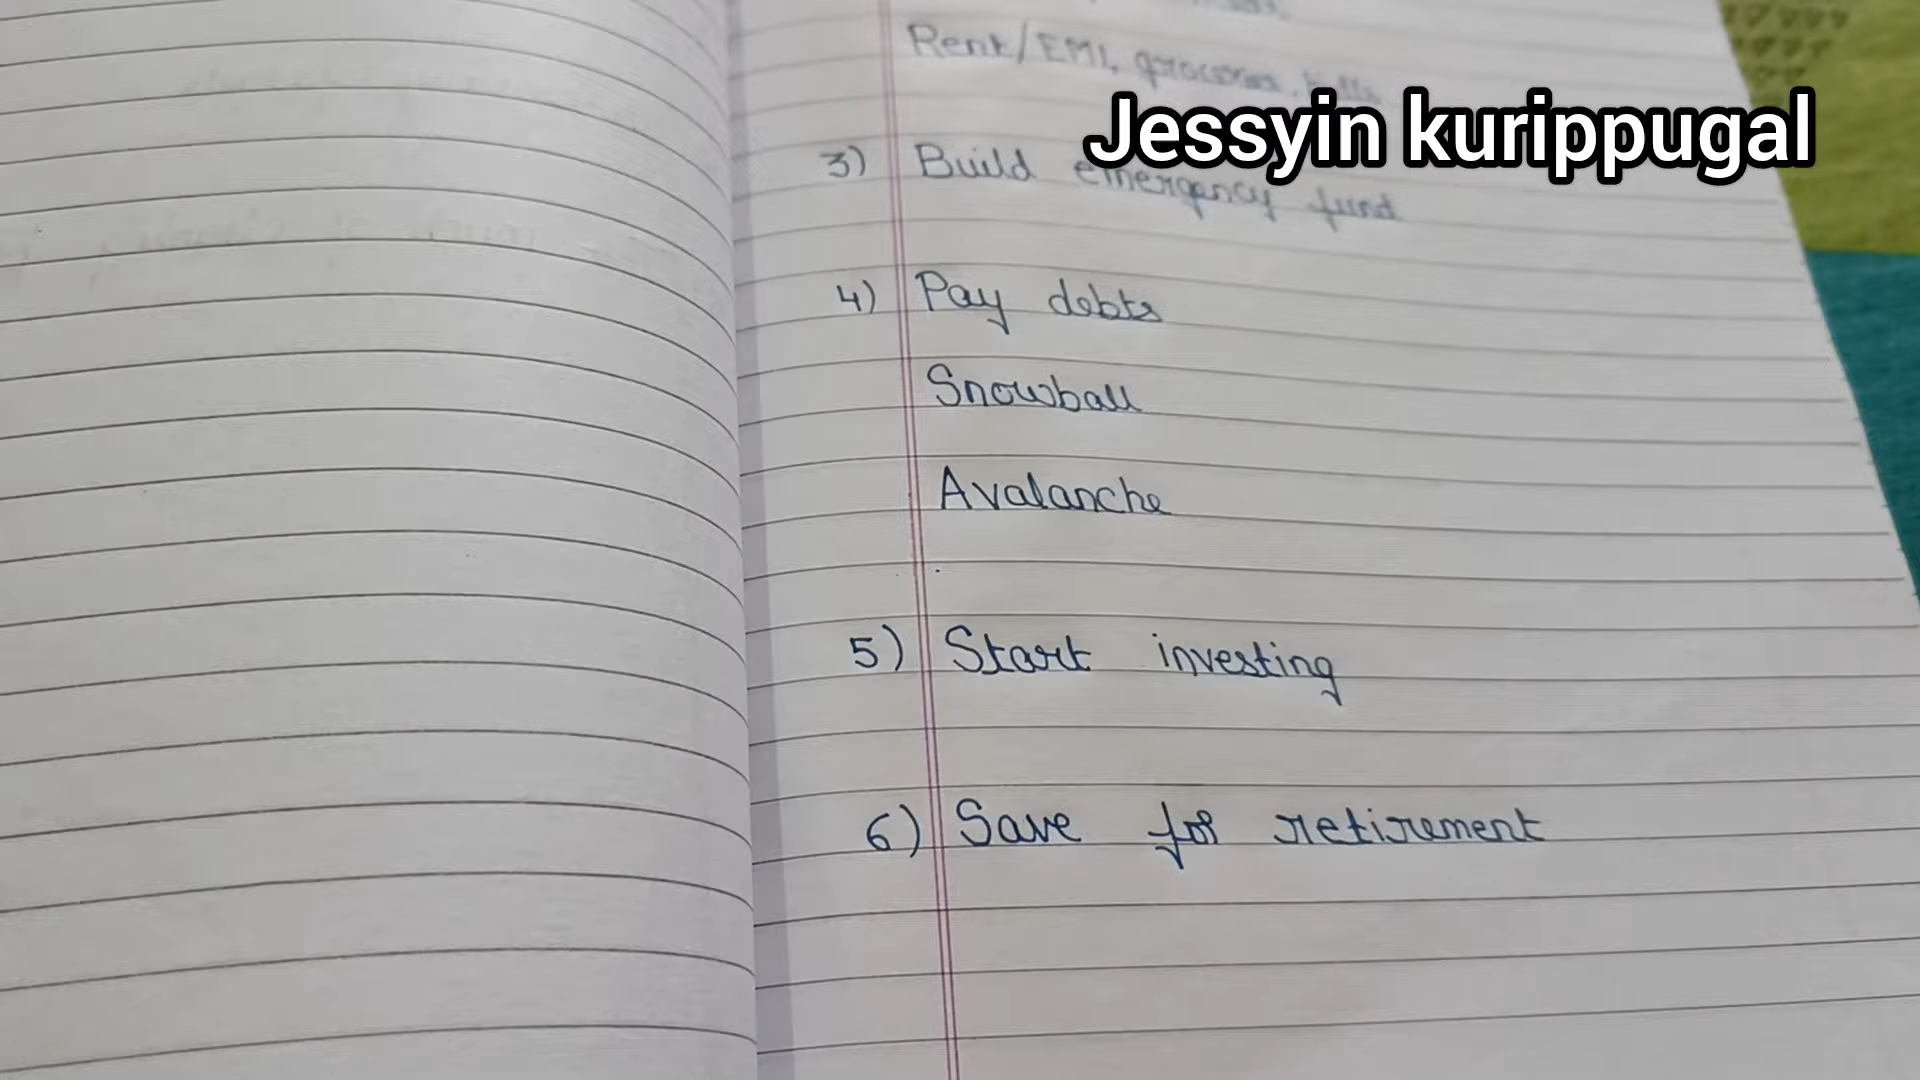 Rent/EMI, groceries, bills
Jessyin kurippugal
3) Build emergency fund
4) Pay debts
Snowball
Avalanche
5) Start investing
6) Save for retirement